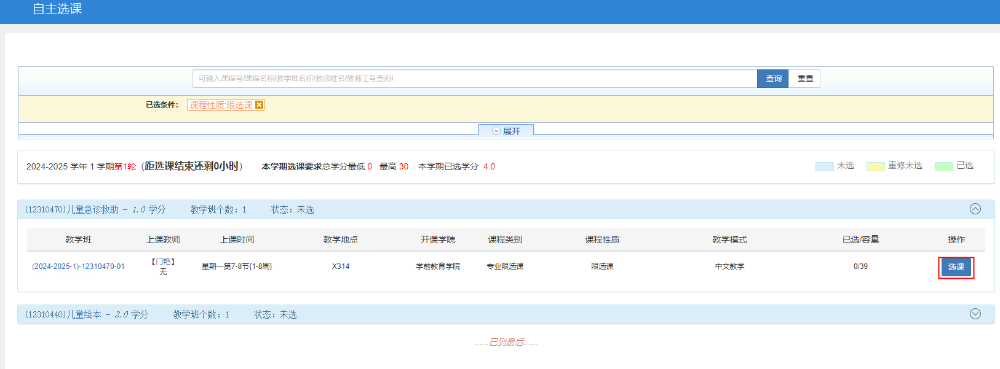 自主选课
可输入课程号/课程名称/教学班名称/教师姓名/教师工号查询! 查询 重置
已选条件： 课程性质:限选课
展开
2024-2025 学年 1 学期第1轮（距选课结束还剩0小时） 本学期选课要求总学分最低 0 最高 30 本学期已选学分 4.0 未选 重修未选 已选
(12310470)儿童急诊救助 - 1.0 学分 教学班个数：1 状态：未选
教学班 上课教师 上课时间 教学地点 开课学院 课程类别 课程性质 教学模式 已选/容量 操作
(2024-2025-1)-12310470-01 【门艳】 无 星期一第7-8节{1-8周} X314 学前教育学院 专业限选课 限选课 中文教学 0/39 选课
(12310440)儿童绘本 - 2.0 学分 教学班个数：1 状态：未选
......已到最后......